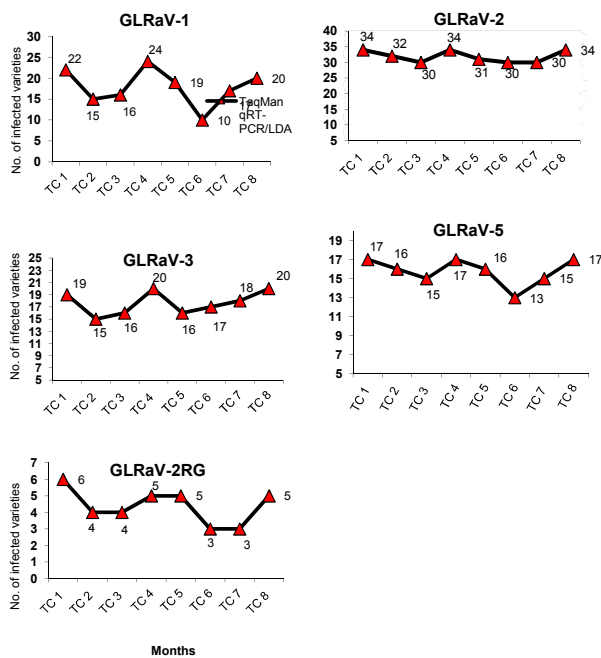 GLRaV-1
No. of infected varieties
30
25
20
15
10
5
0
22
15
16
24
19
10
17
20
TaqMan
qRT-
PCR/LDA
TC 1
TC 2
TC 3
TC 4
TC 5
TC 6
TC 7
TC 8
GLRaV-2
40
35
30
25
20
15
10
5
34
32
30
34
31
30
30
34
TC 1
TC 2
TC 3
TC 4
TC 5
TC 6
TC 7
TC 8
GLRaV-3
No. of infected varieties
25
23
21
19
17
15
13
11
9
7
5
19
15
16
20
16
17
18
20
TC 1
TC 2
TC 3
TC 4
TC 5
TC 6
TC 7
TC 8
GLRaV-5
19
17
15
13
11
9
7
5
17
16
15
17
16
13
15
17
TC 1
TC 2
TC 3
TC 4
TC 5
TC 6
TC 7
TC 8
GLRaV-2RG
No. of infected varieties
7
6
5
4
3
2
1
0
6
4
4
5
5
3
3
5
TC 1
TC 2
TC 3
TC 4
TC 5
TC 6
TC 7
TC 8
Months